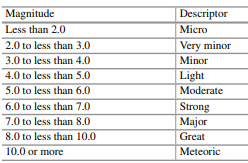 Magnitude Descriptor
Less than 2.0 Micro
2.0 to less than 3.0 Very minor
3.0 to less than 4.0 Minor
4.0 to less than 5.0 Light
5.0 to less than 6.0 Moderate
6.0 to less than 7.0 Strong
7.0 to less than 8.0 Major
8.0 to less than 10.0 Great
10.0 or more Meteoric